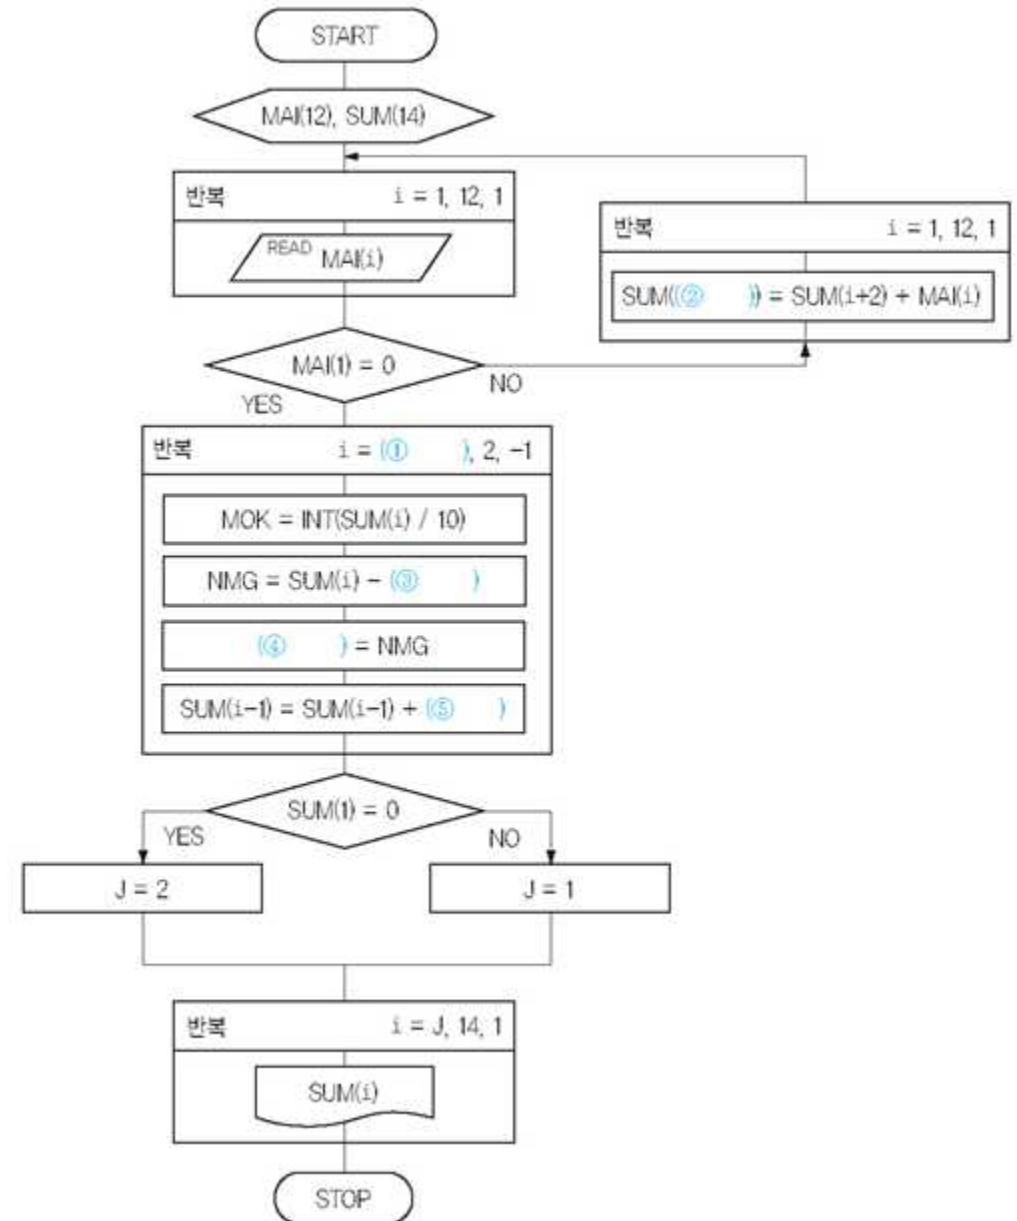 START
MAI(12), SUM(14)
반복 i = 1, 12, 1
READ MAI(i)
반복 i = 1, 12, 1
SUM((② )) = SUM(i+2) + MAI(i)
MAI(1) = 0
NO
YES
반복 i = (① ), 2, -1
MOK = INT(SUM(i) / 10)
NMG = SUM(i) - (③ )
(④ ) = NMG
SUM(i-1) = SUM(i-1) + (⑤ )
SUM(1) = 0
YES
NO
J = 2
J = 1
반복 i = J, 14, 1
SUM(i)
STOP